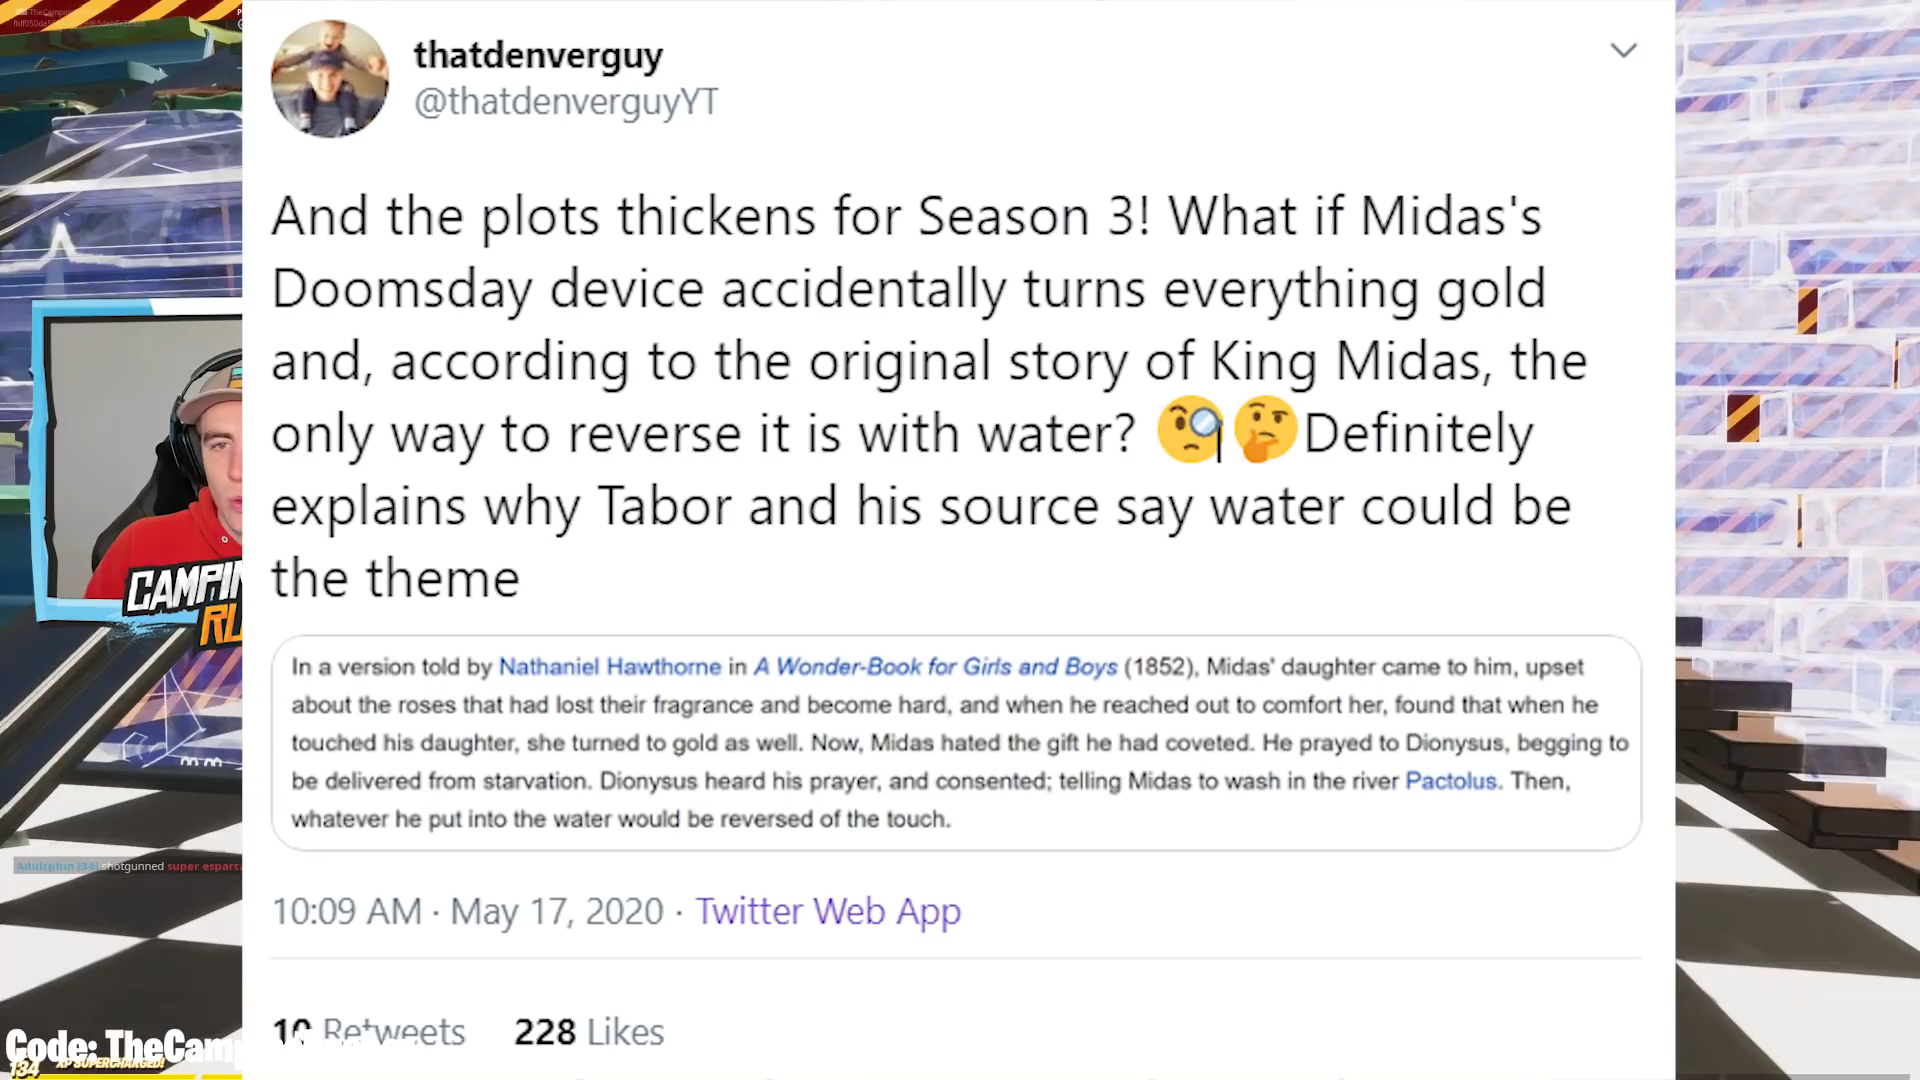 thatdenverguy
@thatdenverguyYT
And the plots thickens for Season 3! What if Midas's
Doomsday device accidentally turns everything gold
and, according to the original story of King Midas, the
only way to reverse it is with water? 🧐🤔Definitely
explains why Tabor and his source say water could be
the theme
In a version told by Nathaniel Hawthorne in A Wonder-Book for Girls and Boys (1852), Midas' daughter came to him, upset
about the roses that had lost their fragrance and become hard, and when he reached out to comfort her, found that when he
touched his daughter, she turned to gold as well. Now, Midas hated the gift he had coveted. He prayed to Dionysus, begging to
be delivered from starvation. Dionysus heard his prayer, and consented; telling Midas to wash in the river Pactolus. Then,
whatever he put into the water would be reversed of the touch.
10:09 AM · May 17, 2020 · Twitter Web App
Retweets 228 Likes
CAMPIN
RU
shotgunned super espart
Code: TheCamp
134 XP SUPERCHARGED!